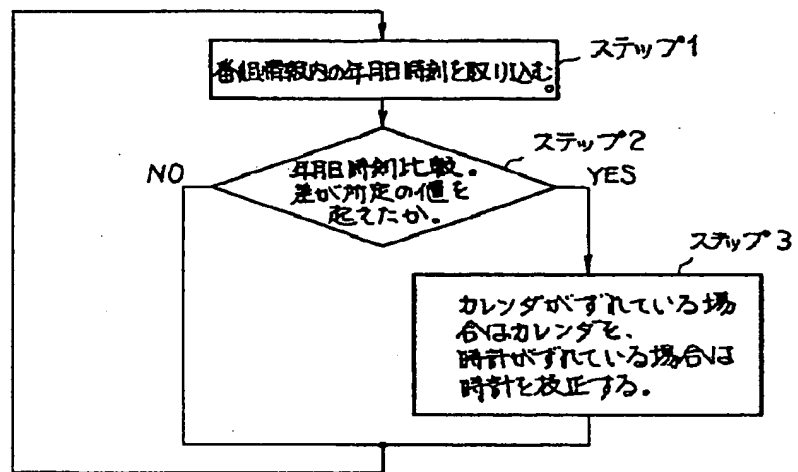 ステップ1
番組情報内の年月日時刻を取り込む。
ステップ2
NO
年月日時刻比較。
差が所定の値を
起えたか。
YES
ステップ3
カレンダがずれている場
合はカレンダを、
時計がずれている場合は
時計を校正する。